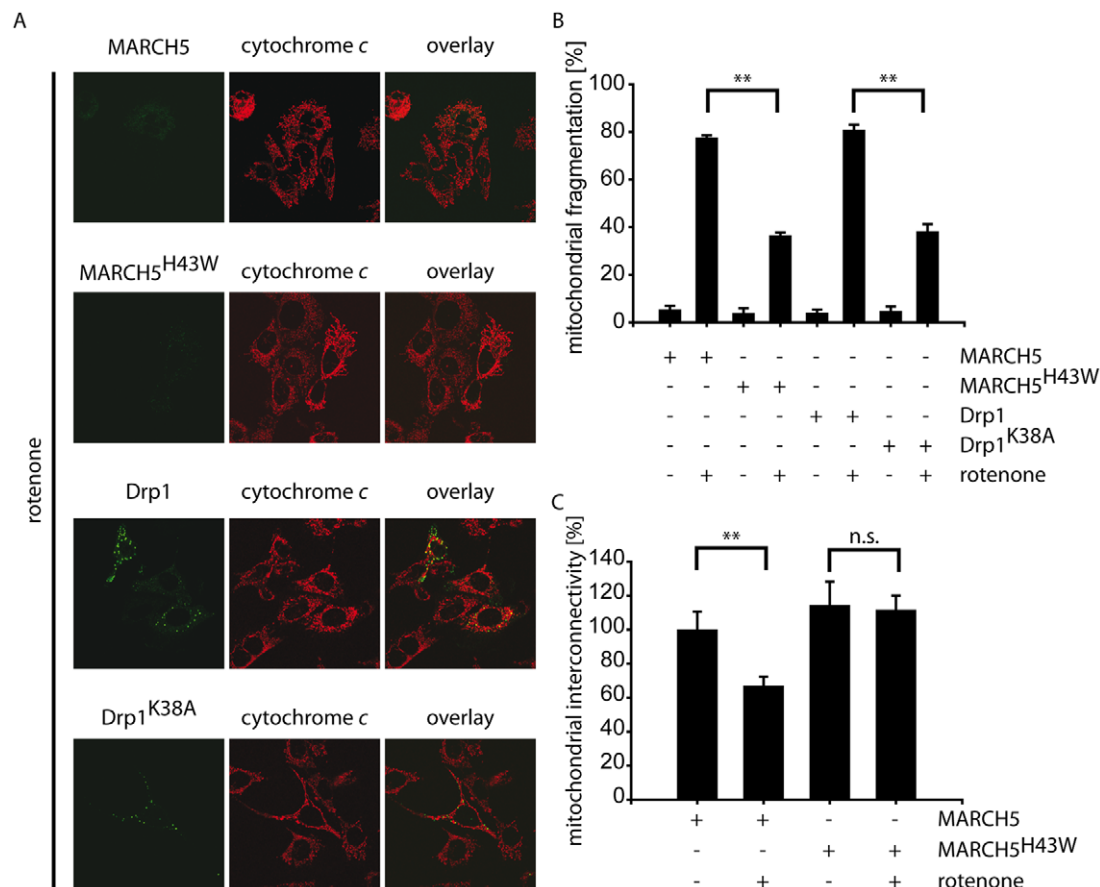 A
MARCH5 cytochrome c overlay
MARCH5H43W cytochrome c overlay
Drp1 cytochrome c overlay
Drp1K38A cytochrome c overlay
rotenone
B
mitochondrial fragmentation [%]
100
80
60
40
20
0
** **
+ + - - - - - - MARCH5
- - + + - - - - MARCH5H43W
- - - - + + - - Drp1
- - - - - - + + Drp1K38A
- + - + - + - + rotenone
C
mitochondrial interconnectivity [%]
140
120
100
80
60
40
20
0
** n.s.
+ + - - MARCH5
- - + + MARCH5H43W
- + - + rotenone